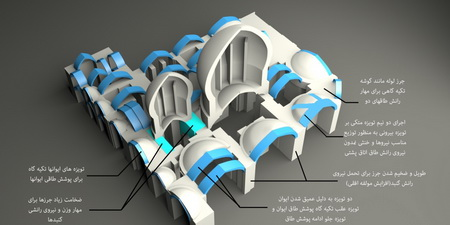 جرز لوله مانند گوشه
تکیه گاهی برای مهار
رانش طاقهای دو
اجرای دو نیم تویزه متکی بر
تویزه بیرونی به منظور توزیع
مناسب نیروها و خنثی نمودن
نیروی رانش طاق اتاق پشتی
طویل و ضخیم شدن جرز برای تحمل نیروی
رانش گنبد(افزایش مولفه افقی)
دو تویزه به دلیل عمیق شدن ایوان
تویزه عقب تکیه گاه پوشش طاق ایوان و
تویزه جلو ادامه پوشش طاق
تویزه های ایوانها تکیه گاه
برای پوشش طاقی ایوانها
ضخامت زیاد جرزها برای
مهار وزن و نیروی رانشی
گنبدها